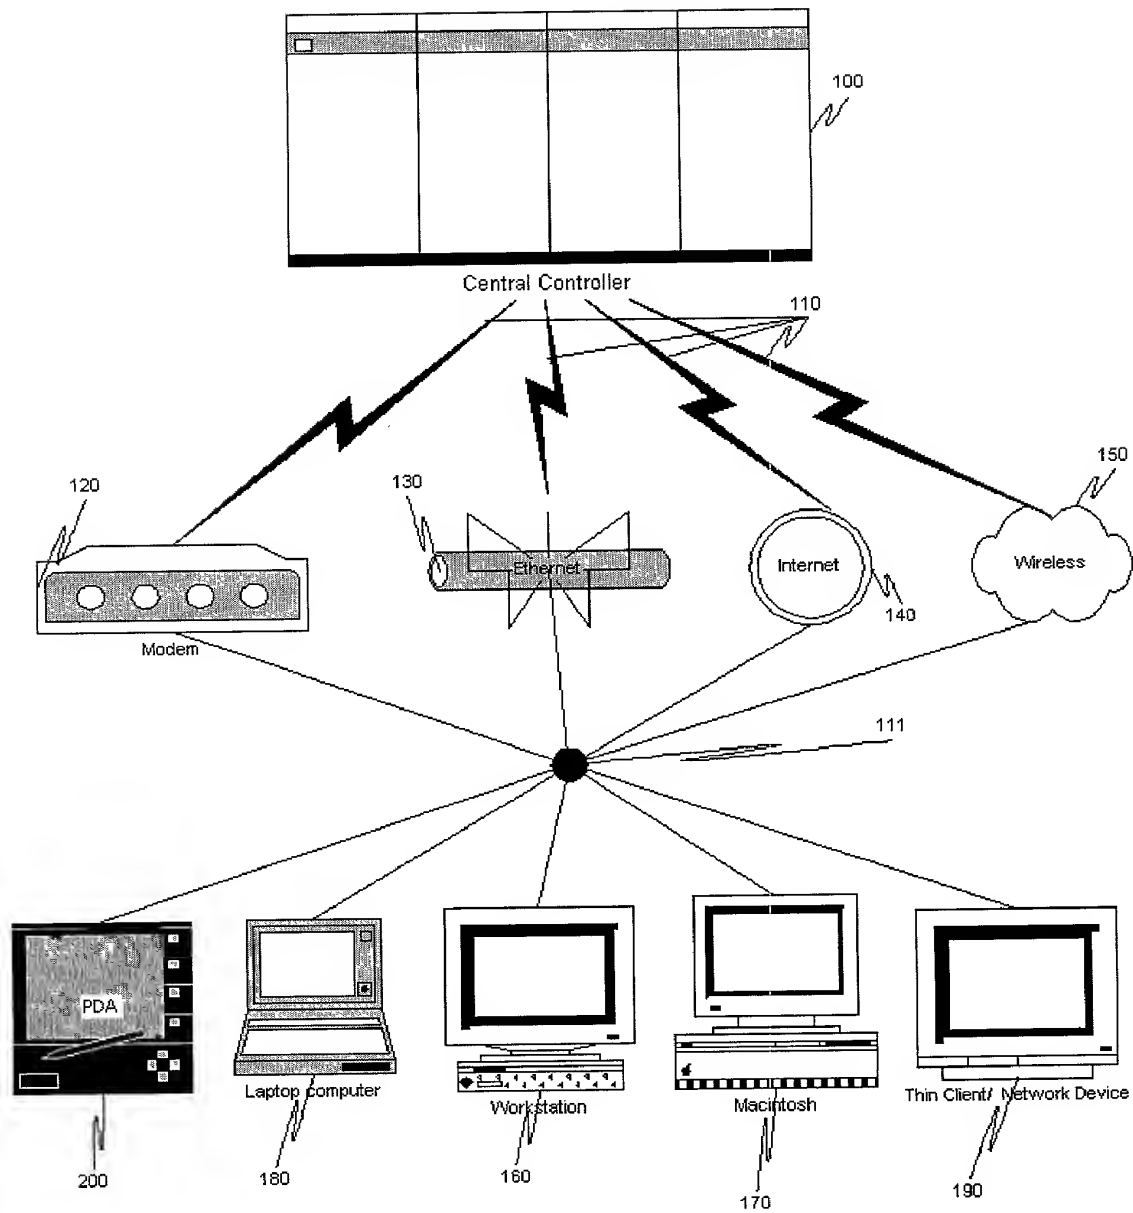 100
Central Controller
110
120
130
150
Ethernet
Internet
Wireless
140
Modem
111
PDA
Laptop computer
Workstation
Macintosh
Thin Client/ Network Device
200
180
160
170
190